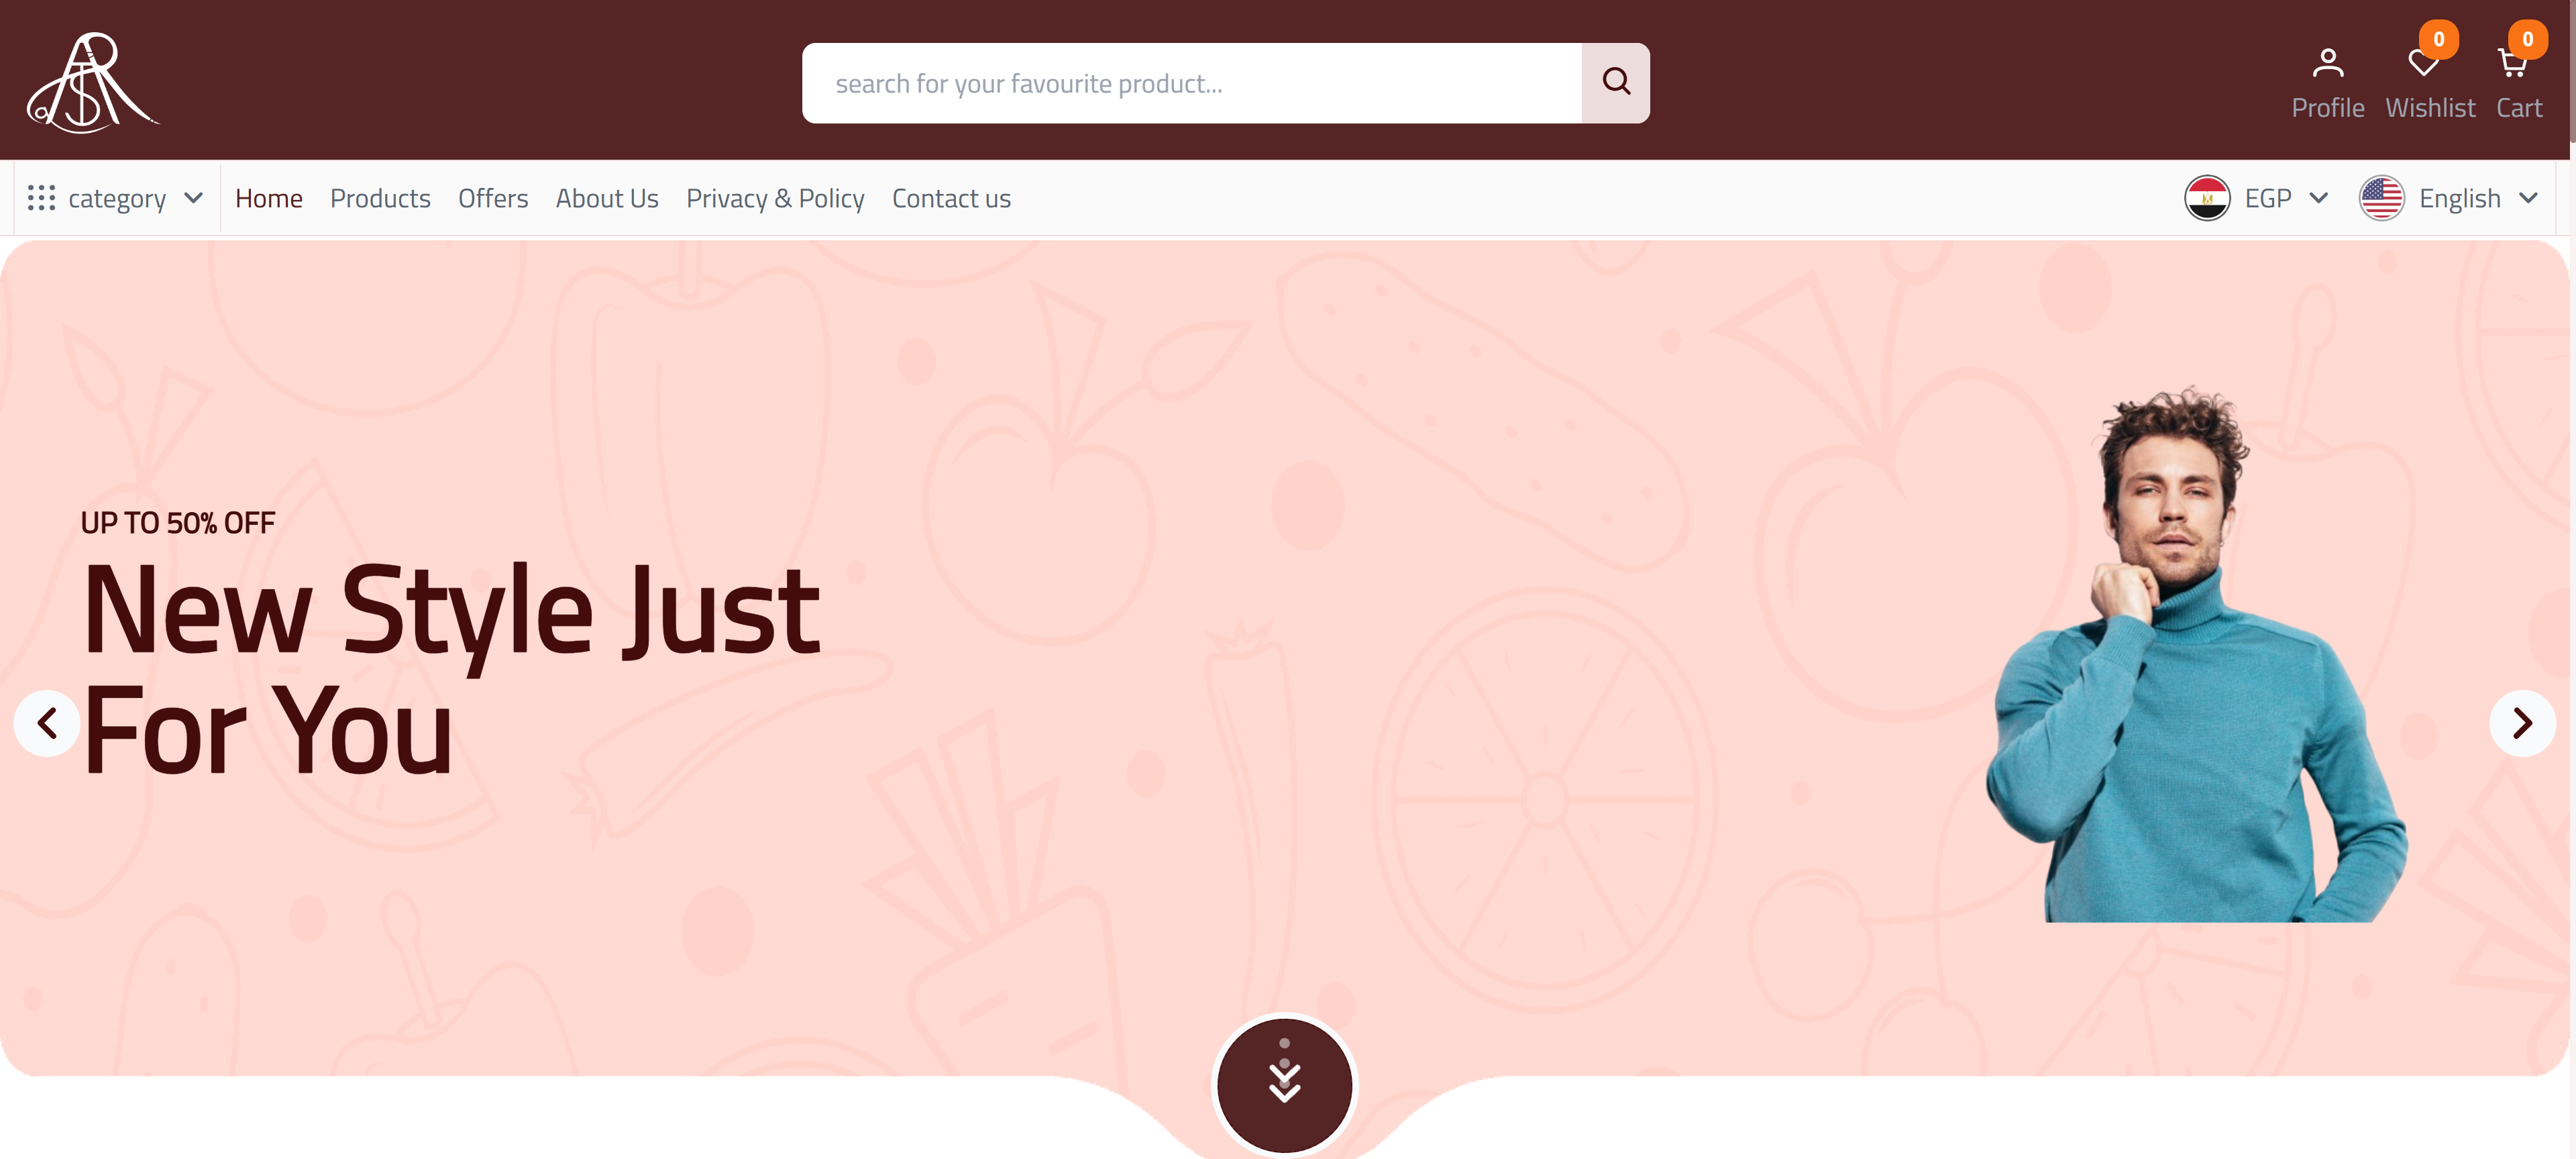 search for your favourite product...
0
0
Profile
Wishlist
Cart
category
Home
Products
Offers
About Us
Privacy & Policy
Contact us
EGP
English
UP TO 50% OFF
New Style Just
For You